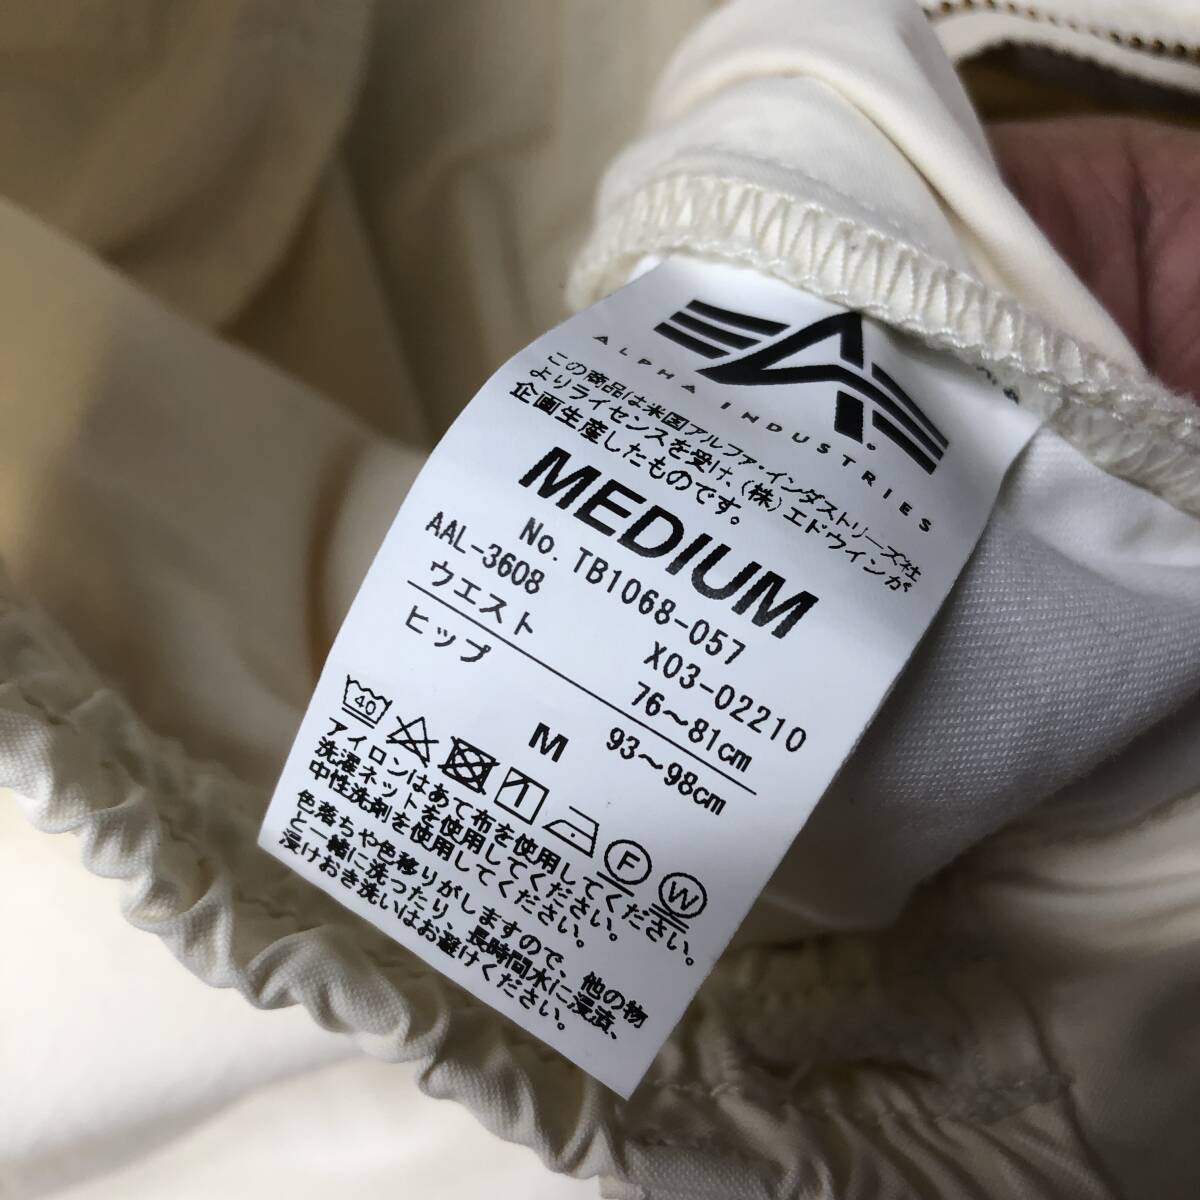 ALPHA INDUSTRIES
この商品は米国アルファ・インダストリーズ社
よりライセンスを受け、(株)エドウインが
企画生産したものです。
MEDIUM
No. TB1068-057
AAL-3608 X03-02210
ウエスト 76～81cm
ヒップ 93～98cm
M
40
F
W
アイロンはあて布を使用してください。
洗濯ネットを使用してください。
中性洗剤を使用してください。
色落ちや色移りがしますので、他の物
と一緒に洗ったり、長時間水に浸漬、
浸けおき洗いはお避けください。